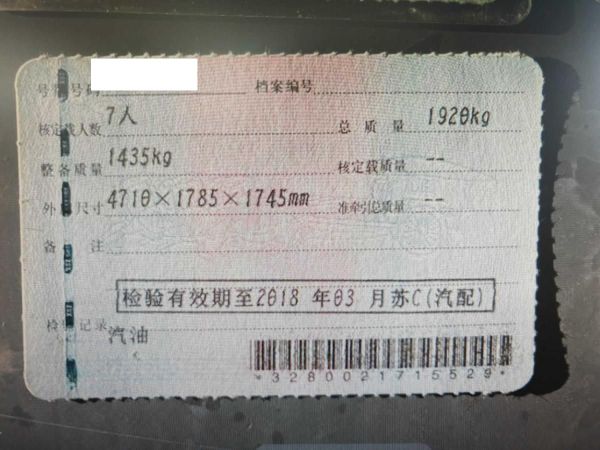 号牌号码 档案编号
核定载人数 7人 总质量 1920kg
整备质量 1435kg 核定载质量 --
外 尺寸 4710×1785×1745mm 准牵引总质量 --
备注
检验有效期至2018年03月苏C(汽配)
检 记录 汽油
*3280021715529*